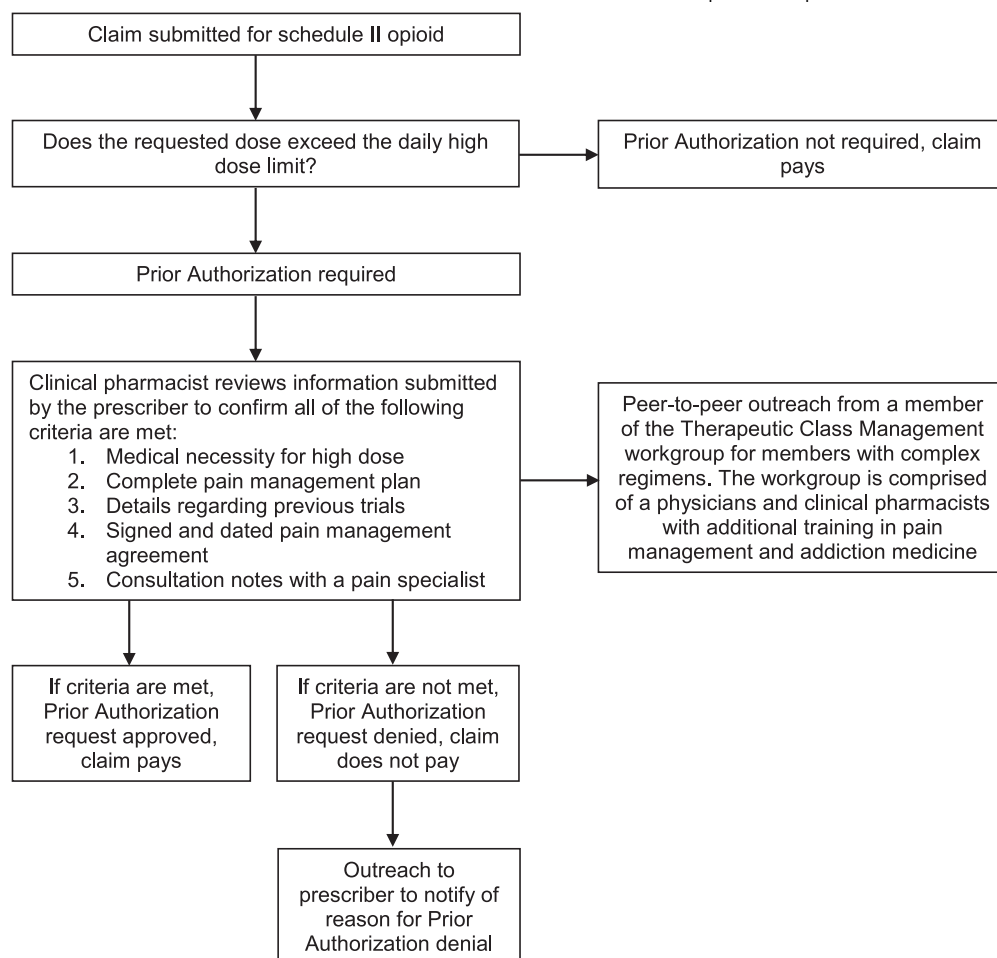 Claim submitted for schedule II opioid
Does the requested dose exceed the daily high
dose limit?
Prior Authorization not required, claim
pays
Prior Authorization required
Clinical pharmacist reviews information submitted
by the prescriber to confirm all of the following
criteria are met:
1. Medical necessity for high dose
2. Complete pain management plan
3. Details regarding previous trials
4. Signed and dated pain management
agreement
5. Consultation notes with a pain specialist
Peer-to-peer outreach from a member
of the Therapeutic Class Management
workgroup for members with complex
regimens. The workgroup is comprised
of a physicians and clinical pharmacists
with additional training in pain
management and addiction medicine
If criteria are met,
Prior Authorization
request approved,
claim pays
If criteria are not met,
Prior Authorization
request denied, claim
does not pay
Outreach to
prescriber to notify of
reason for Prior
Authorization denial